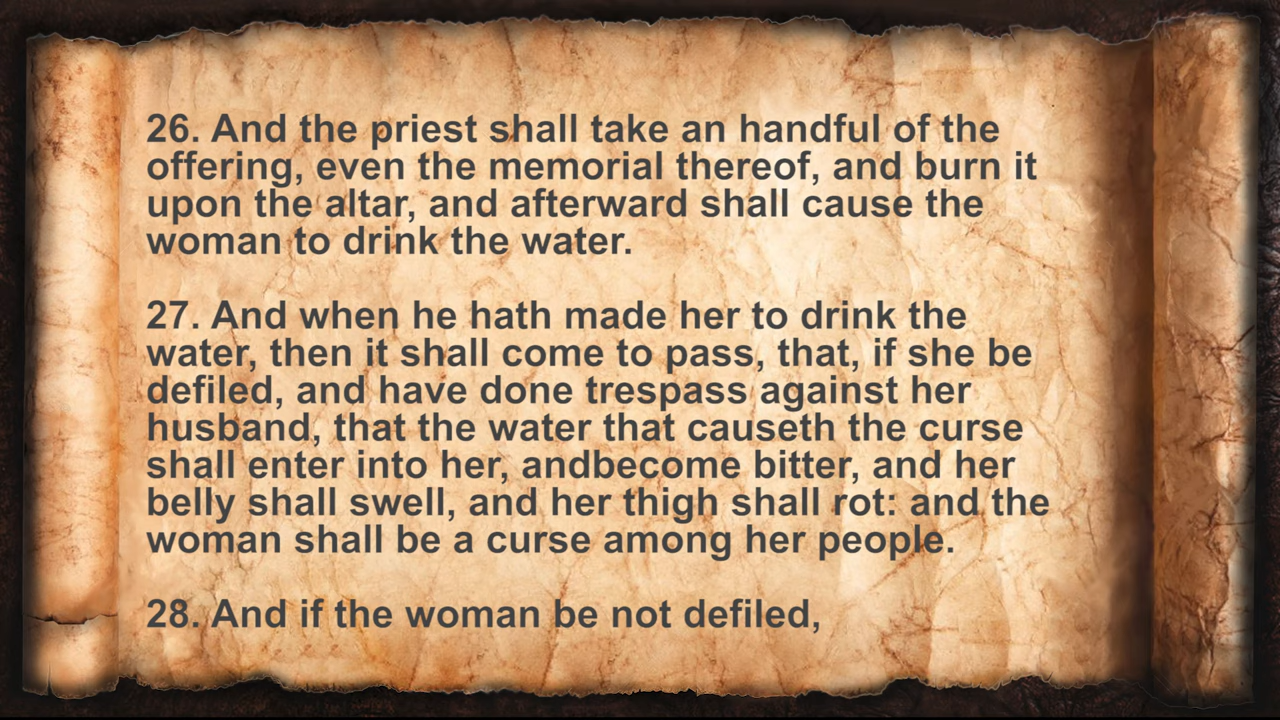 26. And the priest shall take an handful of the
offering, even the memorial thereof, and burn it
upon the altar, and afterward shall cause the
woman to drink the water.
27. And when he hath made her to drink the
water, then it shall come to pass, that, if she be
defiled, and have done trespass against her
husband, that the water that causeth the curse
shall enter into her, andbecome bitter, and her
belly shall swell, and her thigh shall rot: and the
woman shall be a curse among her people.
28. And if the woman be not defiled,